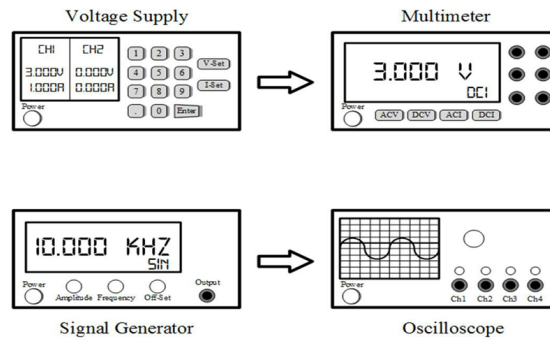 Voltage Supply
Multimeter
CH1 CH2
3.000V 0.000V
1.000A 0.000A
1 2 3
4 5 6
7 8 9
. 0 Enter
V-Set
I-Set
Power
3.000 V
DCI
Power
ACV DCV ACI DCI
10.000 KHZ
SIN
Power
Amplitude Frequency Off-Set
Output
Power
Ch1 Ch2 Ch3 Ch4
Signal Generator
Oscilloscope